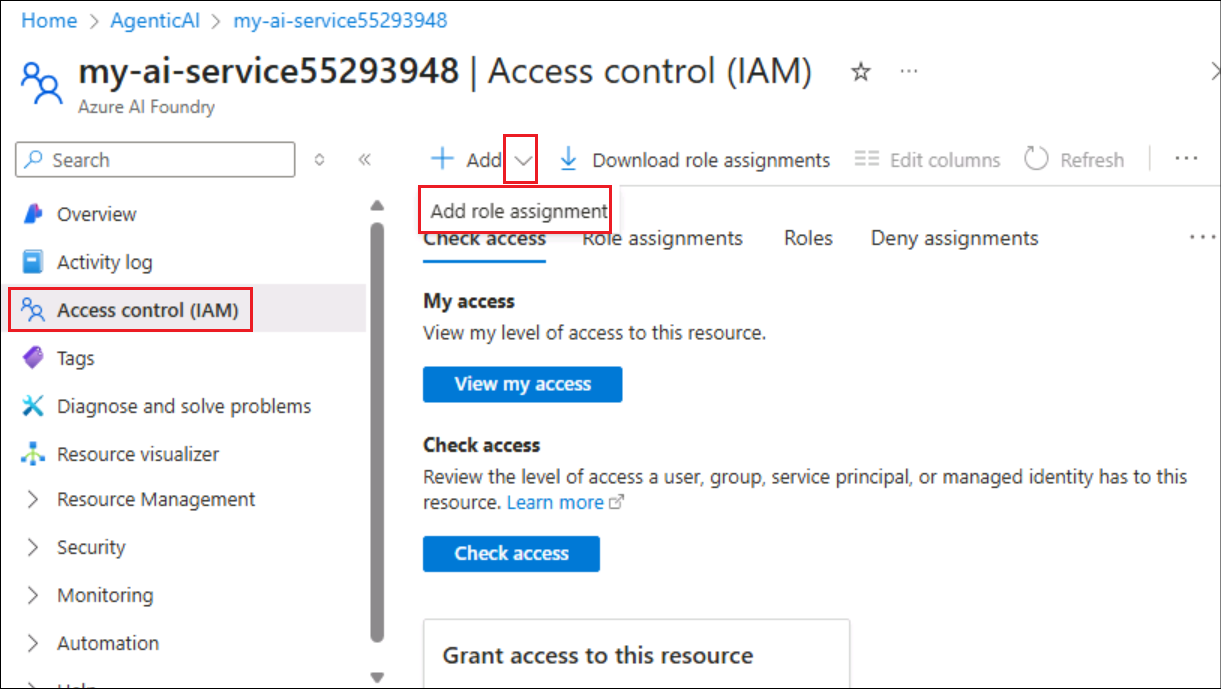 Home > AgenticAI > my-ai-service55293948
my-ai-service55293948 | Access control (IAM)
Azure AI Foundry
Search
Add
Download role assignments
Edit columns
Refresh
Add role assignment
Overview
Check access
Role assignments
Roles
Deny assignments
Activity log
Access control (IAM)
Tags
Diagnose and solve problems
Resource visualizer
Resource Management
Security
Monitoring
Automation
My access
View my level of access to this resource.
View my access
Check access
Review the level of access a user, group, service principal, or managed identity has to this
resource. Learn more
Check access
Grant access to this resource